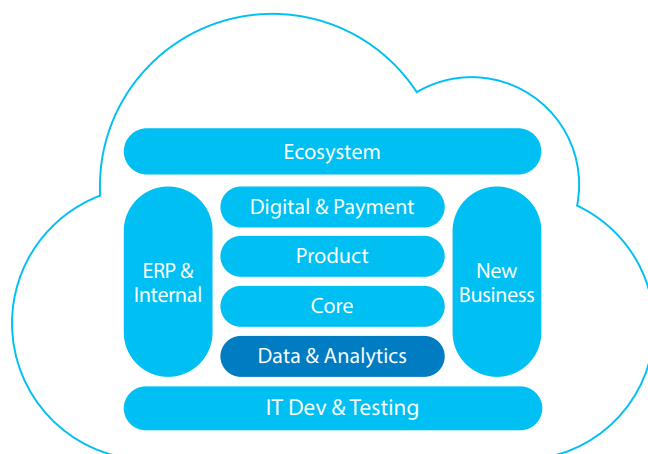 Ecosystem
Digital & Payment
ERP &
Internal
Product
Core
Data & Analytics
New
Business
IT Dev & Testing